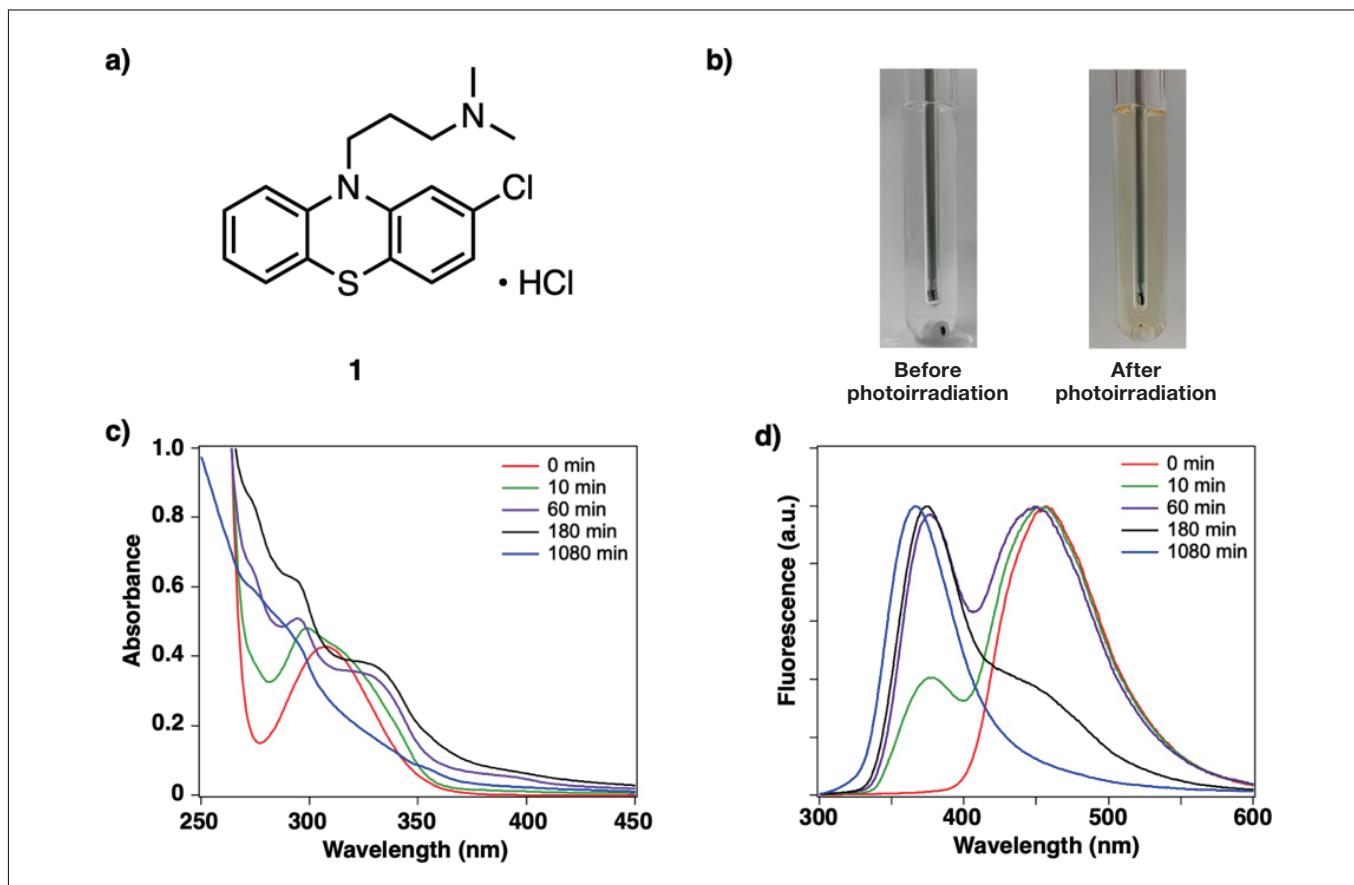 a)
N
N
Cl
S
• HCl
1
b)
Before
photoirradiation
After
photoirradiation
c)
1.0
0.8
0.6
0.4
0.2
0
Absorbance
250
300
350
400
450
Wavelength (nm)
0 min
10 min
60 min
180 min
1080 min
d)
Fluorescence (a.u.)
300
400
500
600
Wavelength (nm)
0 min
10 min
60 min
180 min
1080 min